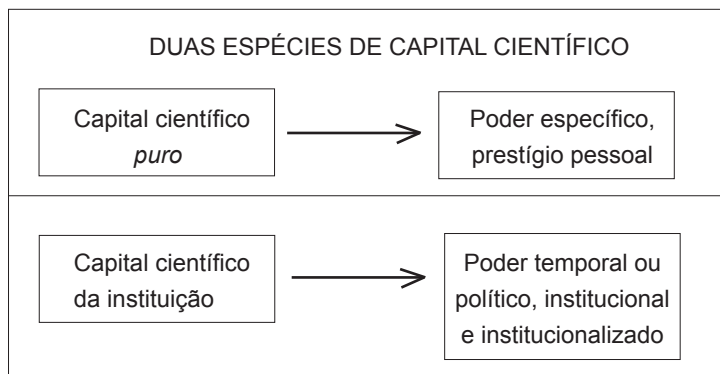 DUAS ESPÉCIES DE CAPITAL CIENTÍFICO
Capital científico
puro
Poder específico,
prestígio pessoal
Capital científico
da instituição
Poder temporal ou
político, institucional
e institucionalizado